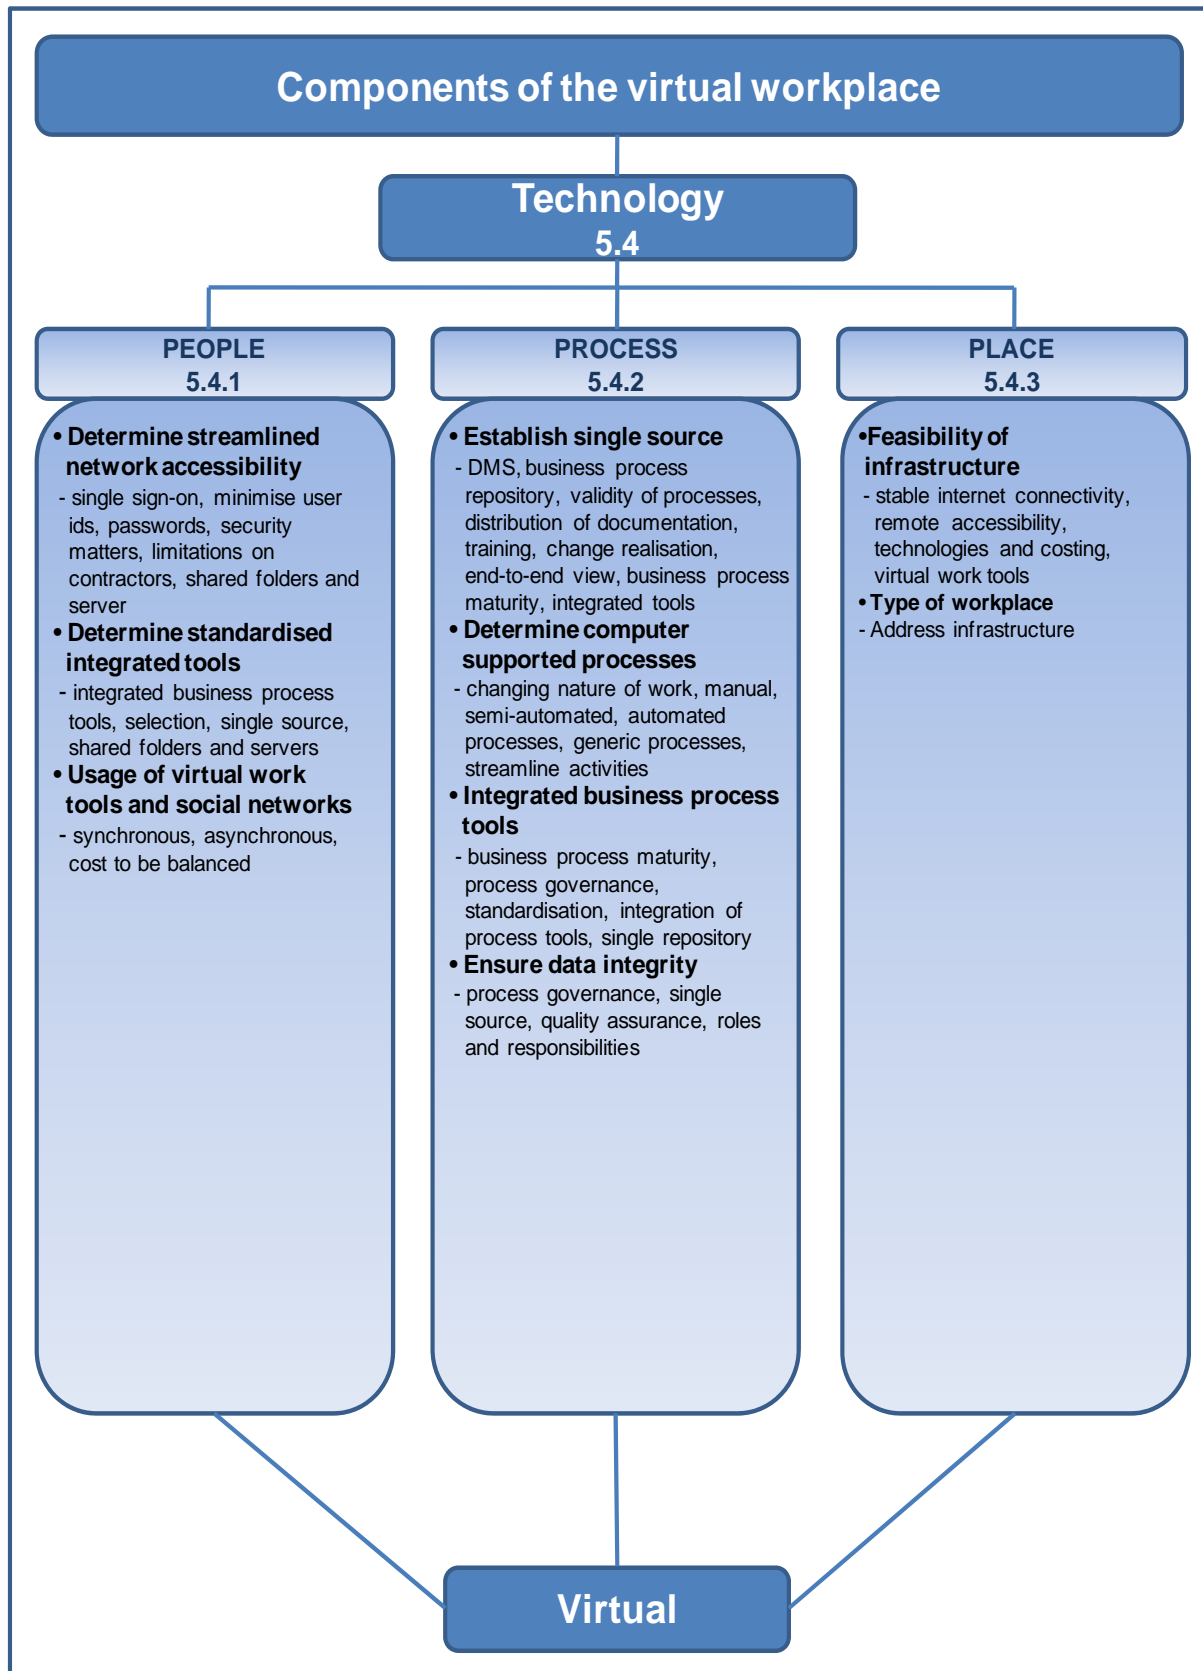 Components of the virtual workplace
Technology
5.4
PEOPLE
5.4.1
• Determine streamlined
network accessibility
- single sign-on, minimise user
ids, passwords, security
matters, limitations on
contractors, shared folders and
server
• Determine standardised
integrated tools
- integrated business process
tools, selection, single source,
shared folders and servers
• Usage of virtual work
tools and social networks
- synchronous, asynchronous,
cost to be balanced
PROCESS
5.4.2
• Establish single source
- DMS, business process
repository, validity of processes,
distribution of documentation,
training, change realisation,
end-to-end view, business process
maturity, integrated tools
• Determine computer
supported processes
- changing nature of work, manual,
semi-automated, automated
processes, generic processes,
streamline activities
• Integrated business process
tools
- business process maturity,
process governance,
standardisation, integration of
process tools, single repository
• Ensure data integrity
- process governance, single
source, quality assurance, roles
and responsibilities
PLACE
5.4.3
•Feasibility of
infrastructure
- stable internet connectivity,
remote accessibility,
technologies and costing,
virtual work tools
• Type of workplace
- Address infrastructure
Virtual